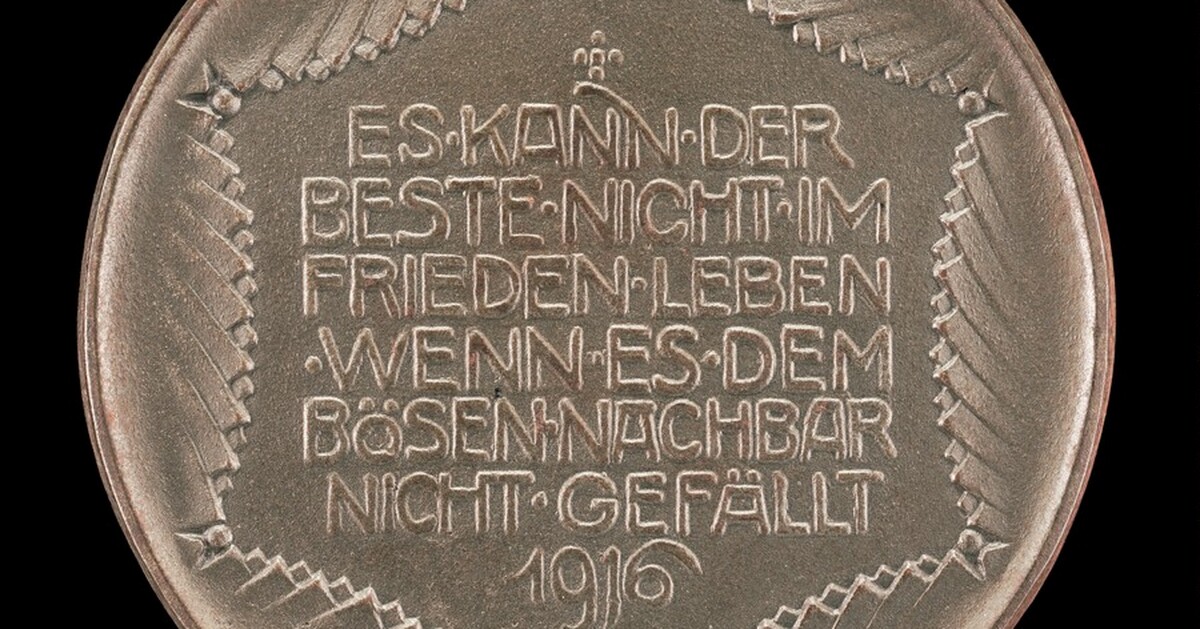 ES·KANN·DER
BESTE·NICHT·IM
FRIEDEN·LEBEN
·WENN·ES·DEM
BÖSEN·NACHBAR
NICHT·GEFÄLLT
1916